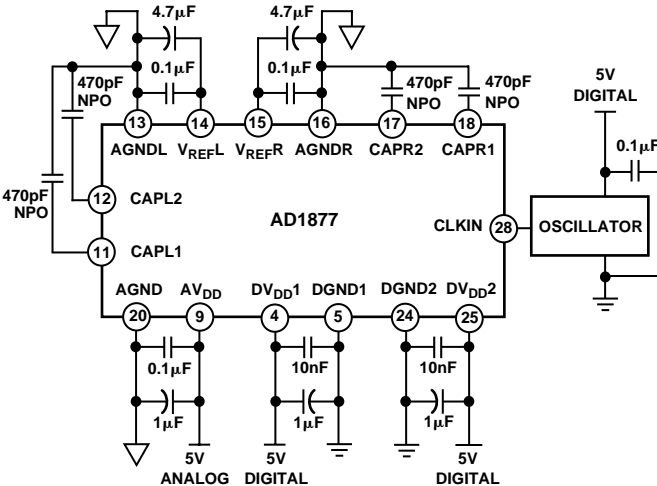 4.7µF
4.7µF
0.1µF
0.1µF
470pF
NPO
470pF
NPO
470pF
NPO
5V
DIGITAL
0.1µF
13
14
15
16
17
18
AGNDL
VREFL
VREFR
AGNDR
CAPR2
CAPR1
470pF
NPO
12
CAPL2
AD1877
CLKIN
28
OSCILLATOR
11
CAPL1
AGND
AVDD
DVDD1
DGND1
DGND2
DVDD2
20
9
4
5
24
25
0.1µF
10nF
10nF
1µF
1µF
1µF
5V
ANALOG
5V
DIGITAL
5V
DIGITAL